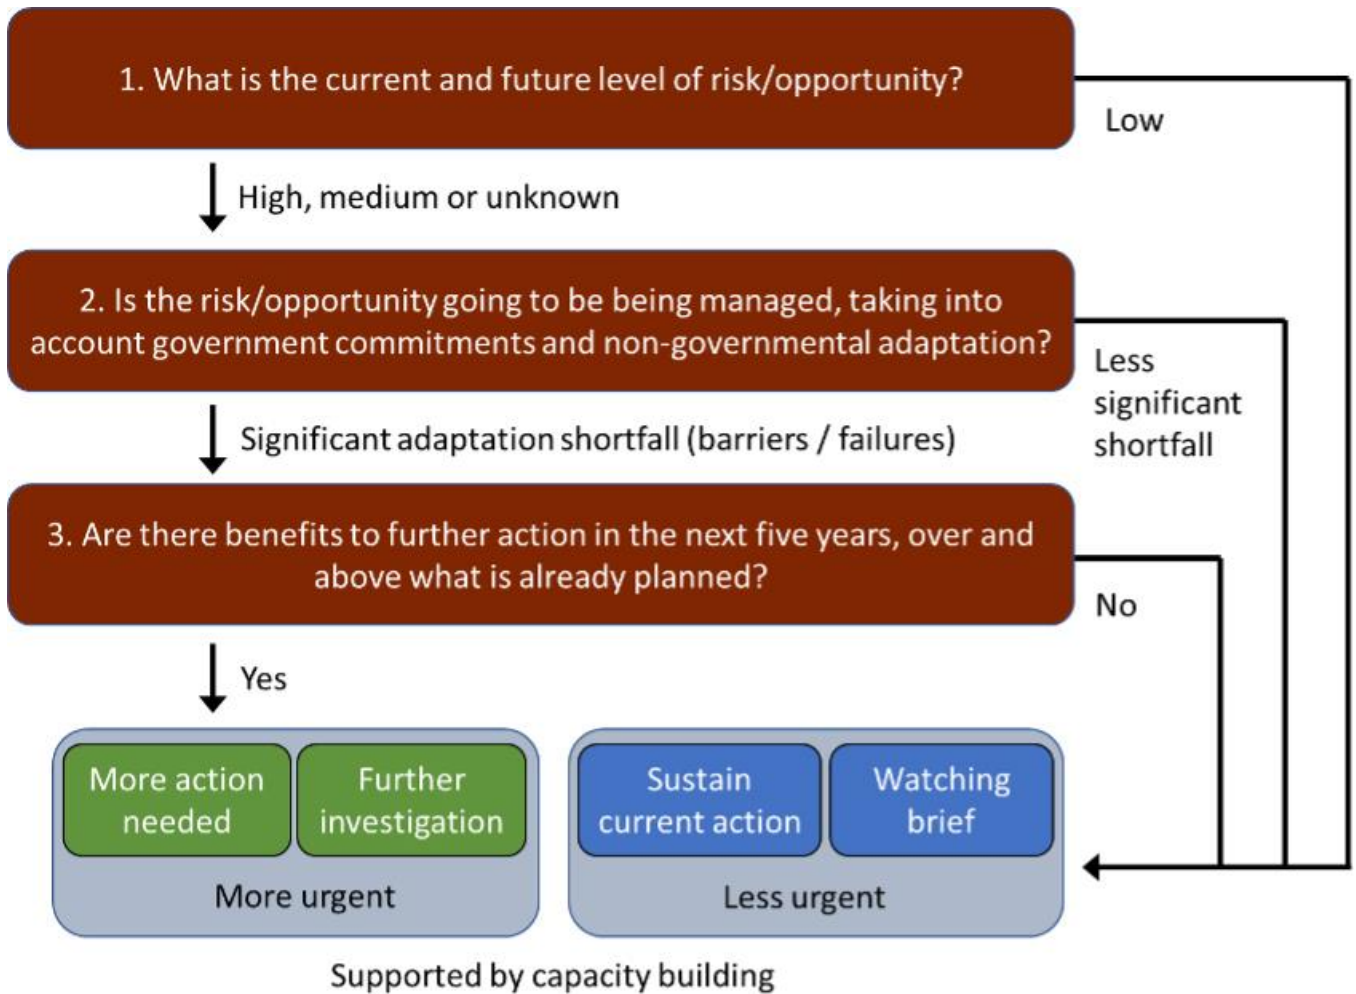 1. What is the current and future level of risk/opportunity?
Low
High, medium or unknown
2. Is the risk/opportunity going to be being managed, taking into
account government commitments and non-governmental adaptation?
Less
significant
shortfall
Significant adaptation shortfall (barriers / failures)
3. Are there benefits to further action in the next five years, over and
above what is already planned?
No
Yes
More action
needed
Further
investigation
More urgent
Sustain
current action
Watching
brief
Less urgent
Supported by capacity building